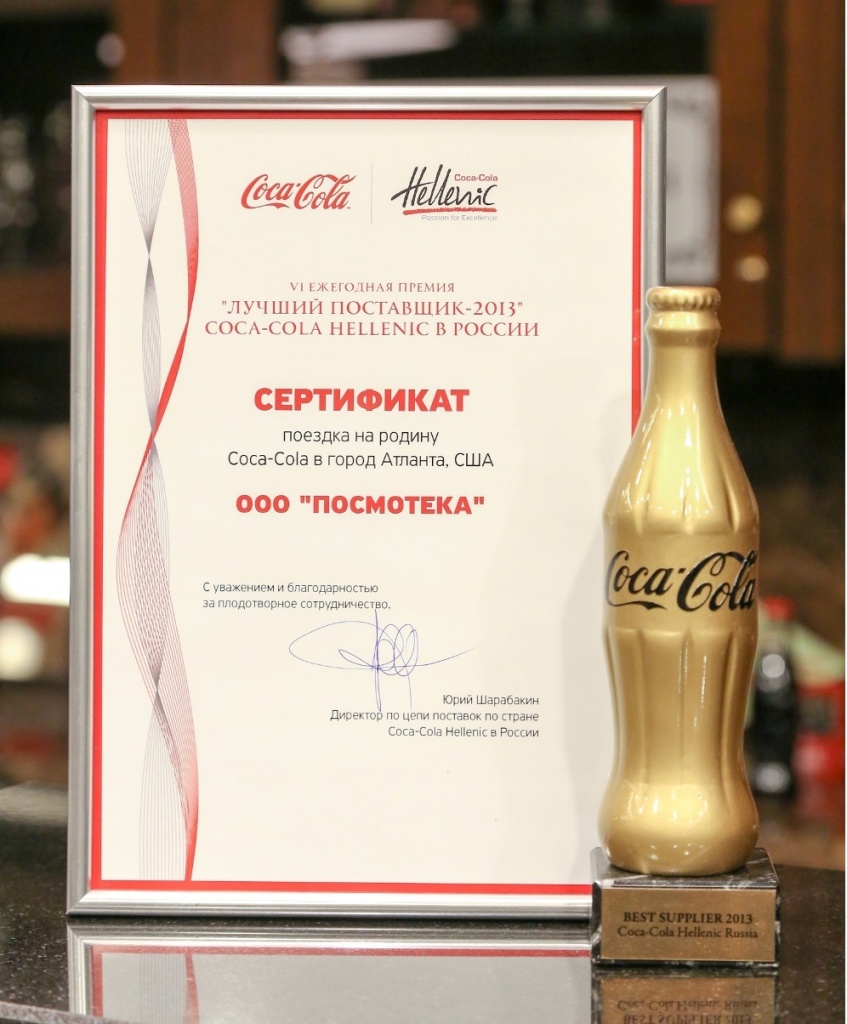 Coca-Cola
Coca-Cola
Hellenic
Passion for Excellence
VI ЕЖЕГОДНАЯ ПРЕМИЯ
"ЛУЧШИЙ ПОСТАВЩИК-2013"
COCA-COLA HELLENIC В РОССИИ
СЕРТИФИКАТ
поездка на родину
Coca-Cola в город Атланта, США
ООО "ПОСМОТЕКА"
С уважением и благодарностью
за плодотворное сотрудничество,
Юрий Шарабакин
Директор по цепи поставок по стране
Coca-Cola Hellenic в России
Coca-Cola
BEST SUPPLIER 2013
Coca-Cola Hellenic Russia